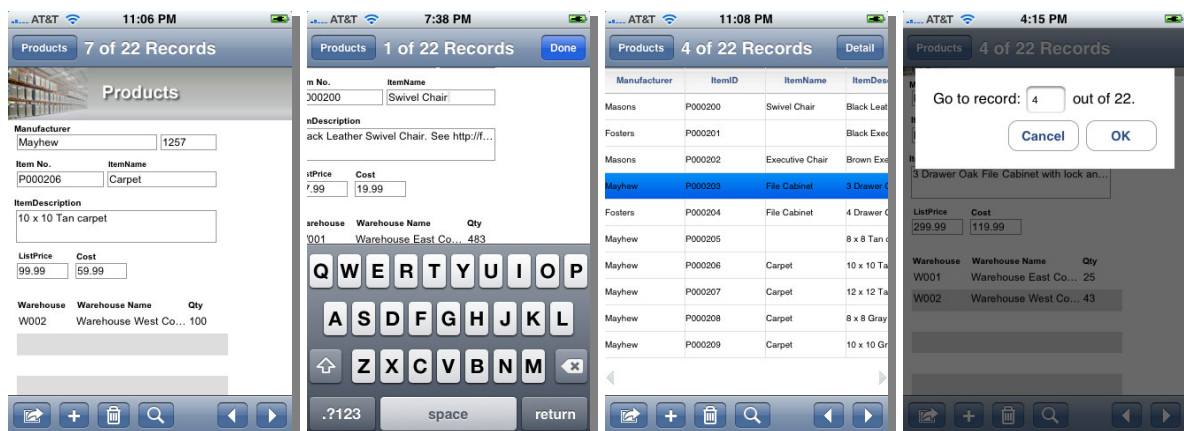 AT&T 11:06 PM
Products 7 of 22 Records
Products
Manufacturer
Mayhew 1257
Item No. ItemName
P000206 Carpet
ItemDescription
10 x 10 Tan carpet
ListPrice Cost
99.99 59.99
Warehouse Warehouse Name Qty
W002 Warehouse West Co... 100
AT&T 7:38 PM
Products 1 of 22 Records Done
m No. ItemName
000200 Swivel Chair
mDescription
ack Leather Swivel Chair. See http://f...
stPrice Cost
7.99 19.99
arehouse Warehouse Name Qty
001 Warehouse East Co... 483
Q W E R T Y U I O P
A S D F G H J K L
Z X C V B N M
.?123 space return
AT&T 11:08 PM
Products 4 of 22 Records Detail
Manufacturer ItemID ItemName ItemDes
Masons P000200 Swivel Chair Black Leat
Fosters P000201 Black Exec
Masons P000202 Executive Chair Brown Exe
Mayhew P000203 File Cabinet 3 Drawer O
Fosters P000204 File Cabinet 4 Drawer O
Mayhew P000205 8 x 8 Tan c
Mayhew P000206 Carpet 10 x 10 Ta
Mayhew P000207 Carpet 12 x 12 Ta
Mayhew P000208 Carpet 8 x 8 Gray
Mayhew P000209 Carpet 10 x 10 Gr
AT&T 4:15 PM
Products 4 of 22 Records
Go to record: 4 out of 22.
Cancel OK
3 Drawer Oak File Cabinet with lock an...
ListPrice Cost
299.99 119.99
Warehouse Warehouse Name Qty
W001 Warehouse East Co... 25
W002 Warehouse West Co... 43